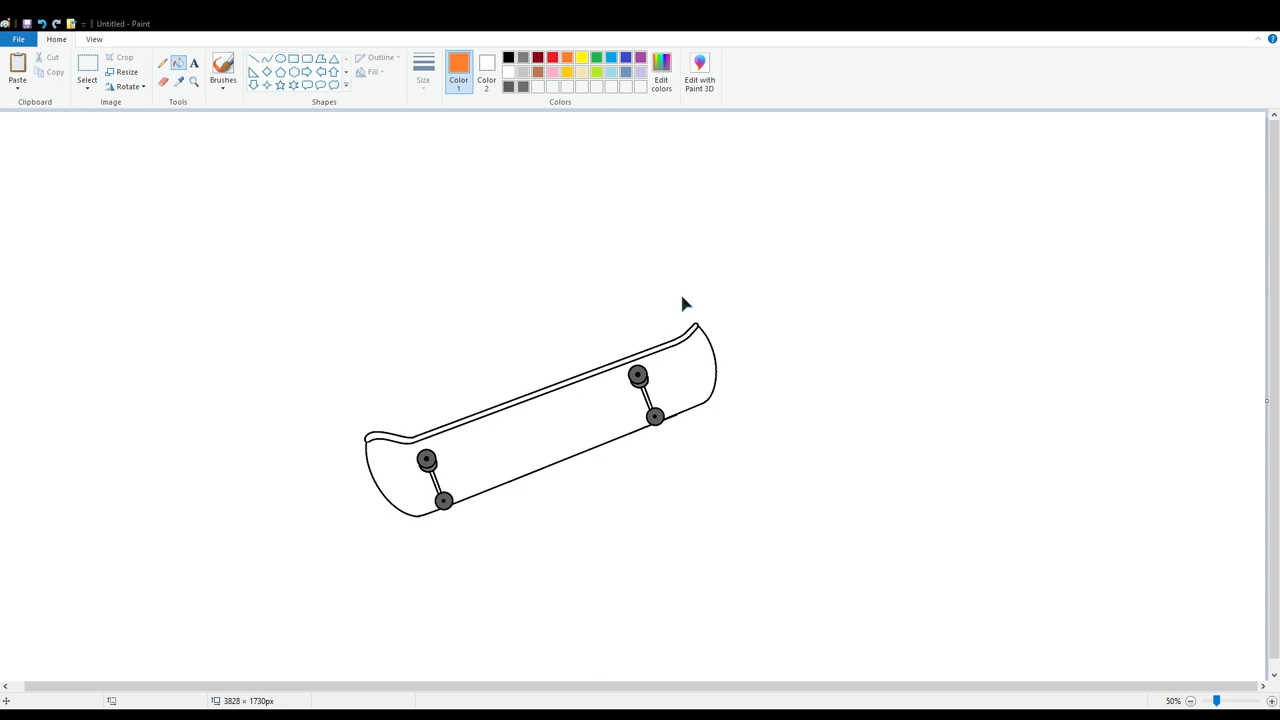 Untitled - Paint
File Home View
Cut Crop Outline
Copy Resize Fill
Paste Select Rotate Brushes Size Color 1 Color 2 Edit colors Edit with Paint 3D
Clipboard Image Tools Shapes Colors
3828 × 1730px 50%